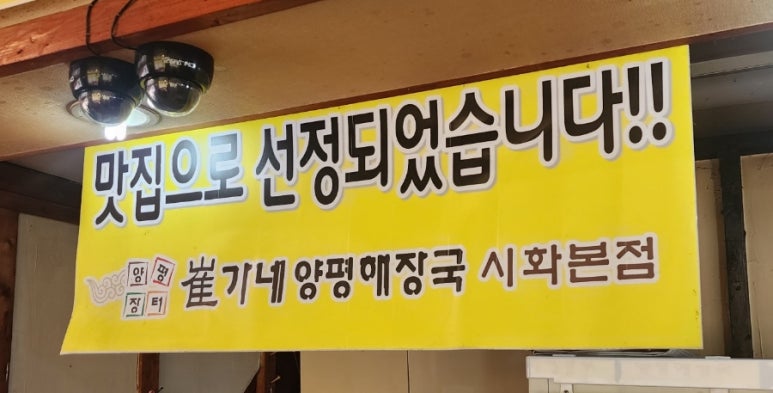 맛집으로 선정되었습니다!!
양평
장터
崔가네 양평해장국 시화본점